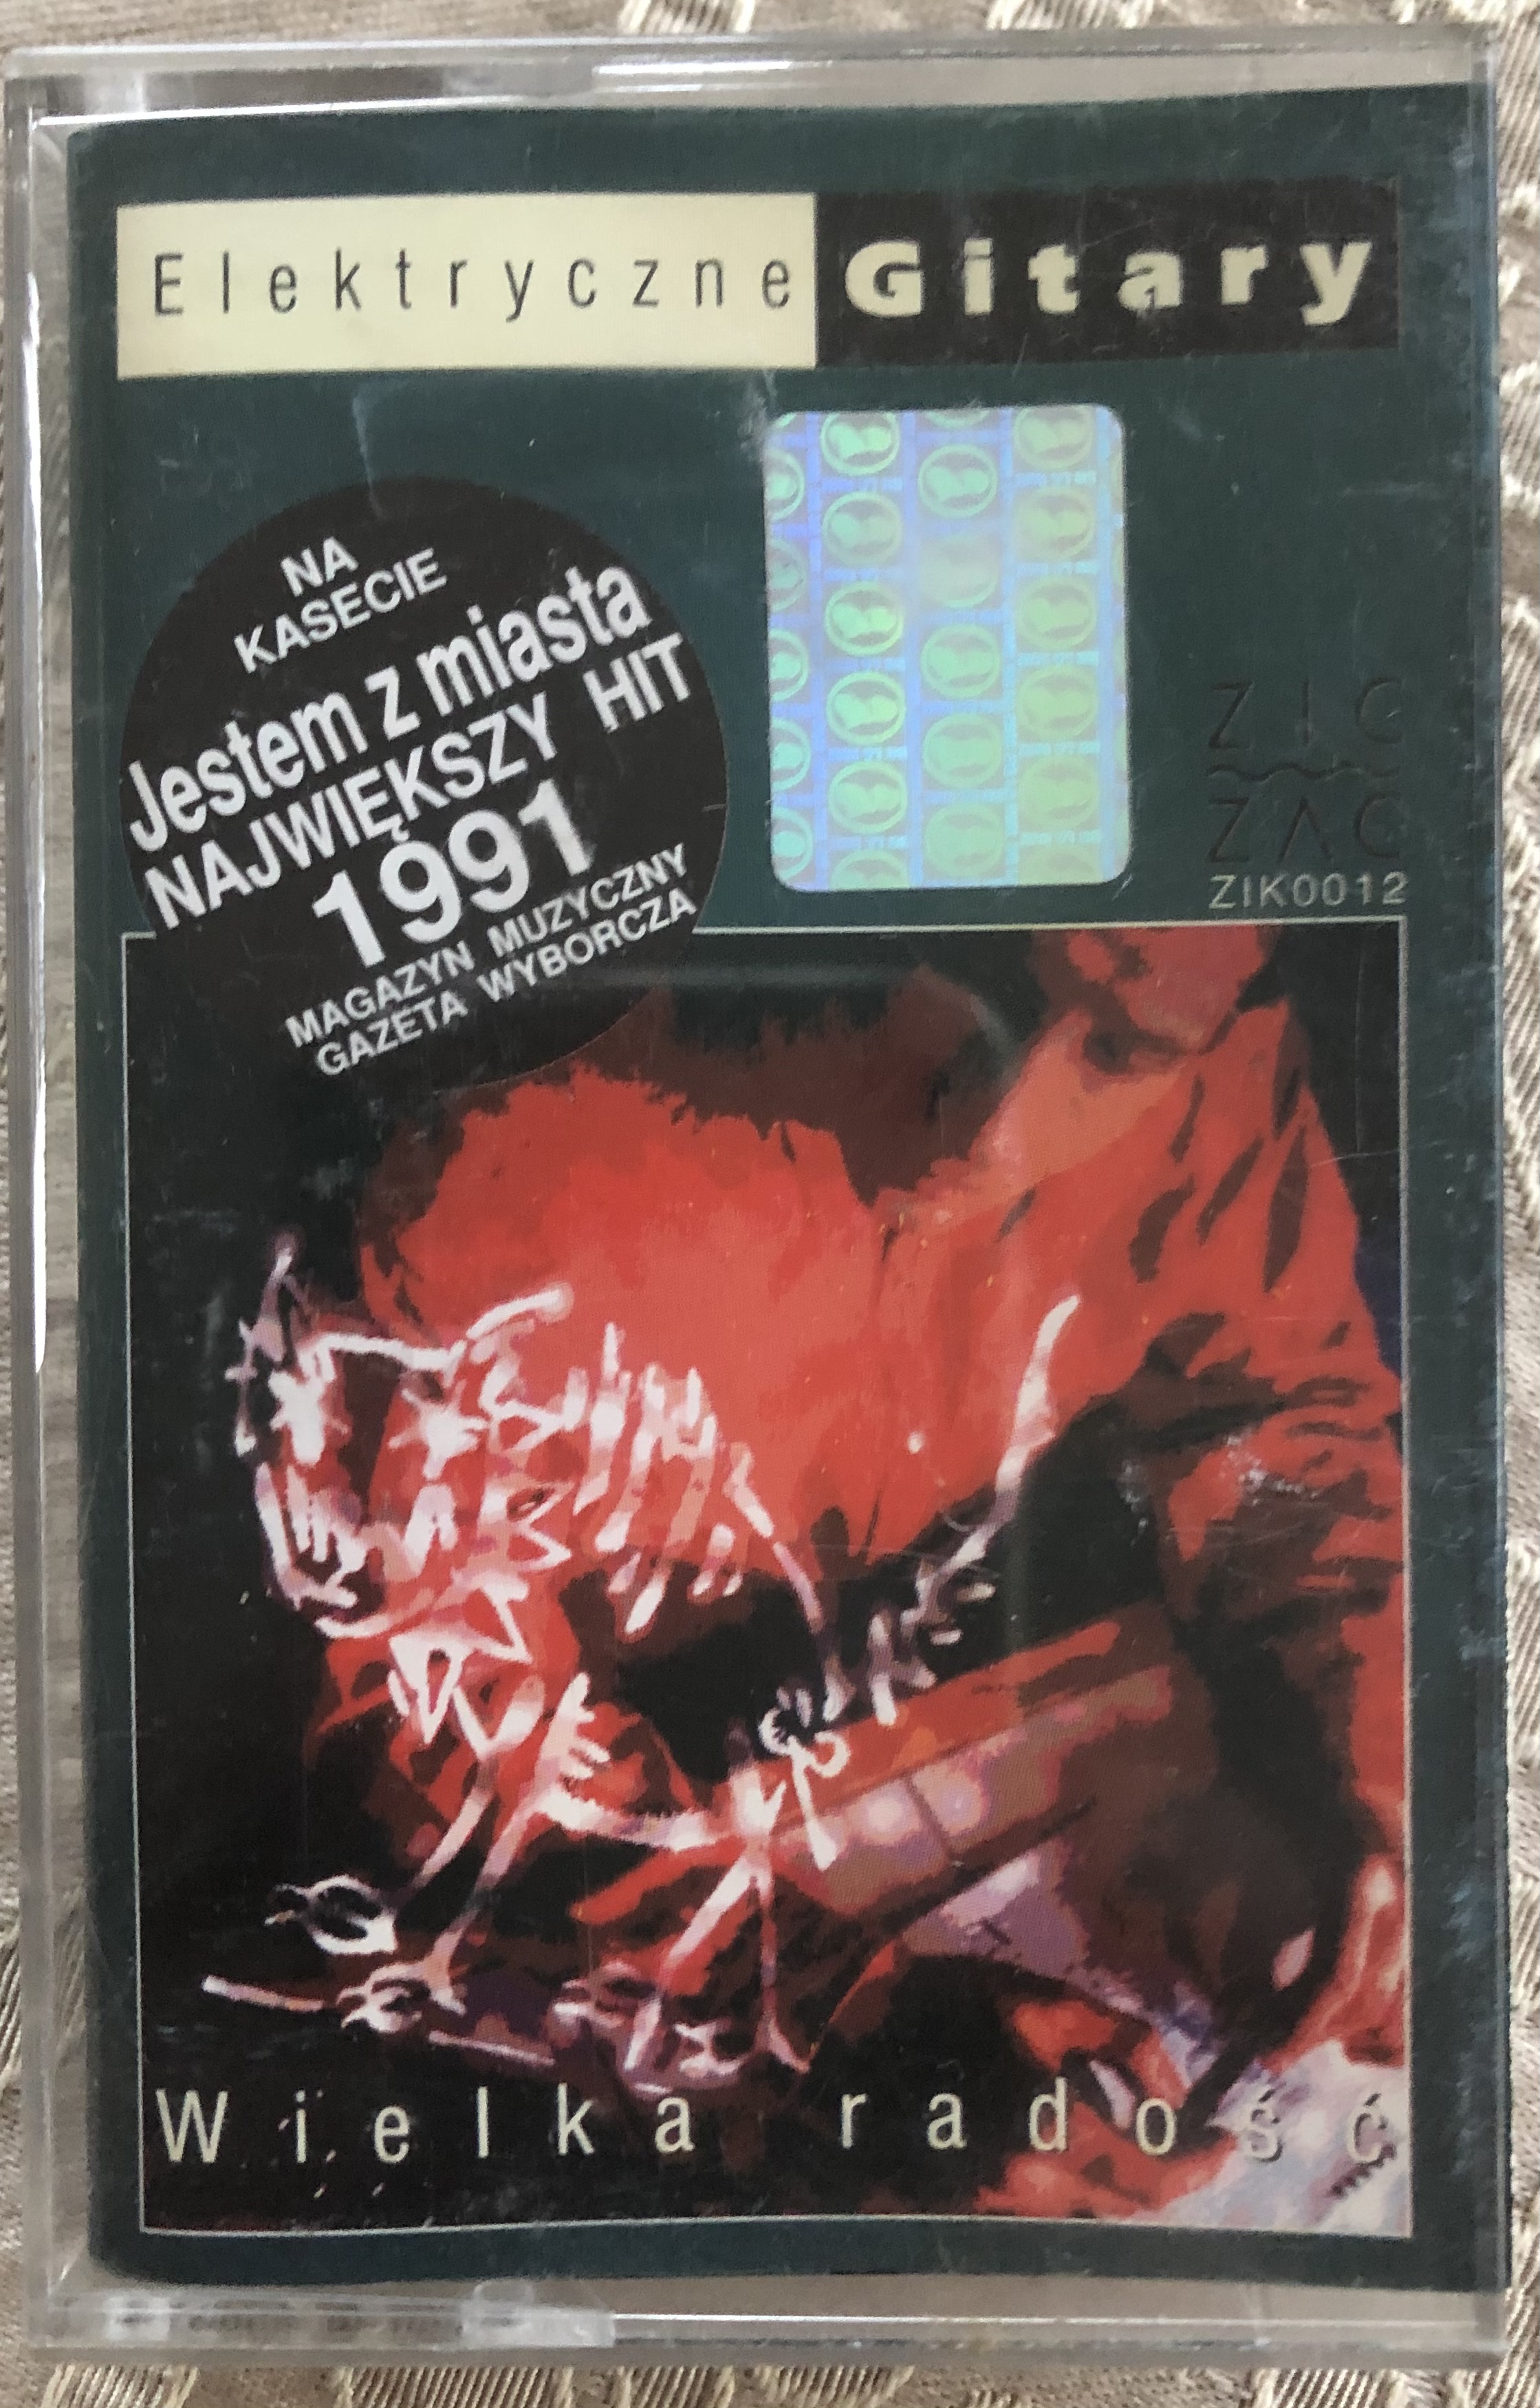 Elektryczne Gitary
NA
KASECIE
Jestem z miasta
NAJWIĘKSZY HIT
1991
MAGAZYN MUZYCZNY
GAZETA WYBORCZA
ZIC
ZAC
ZIK0012
Wielka radość